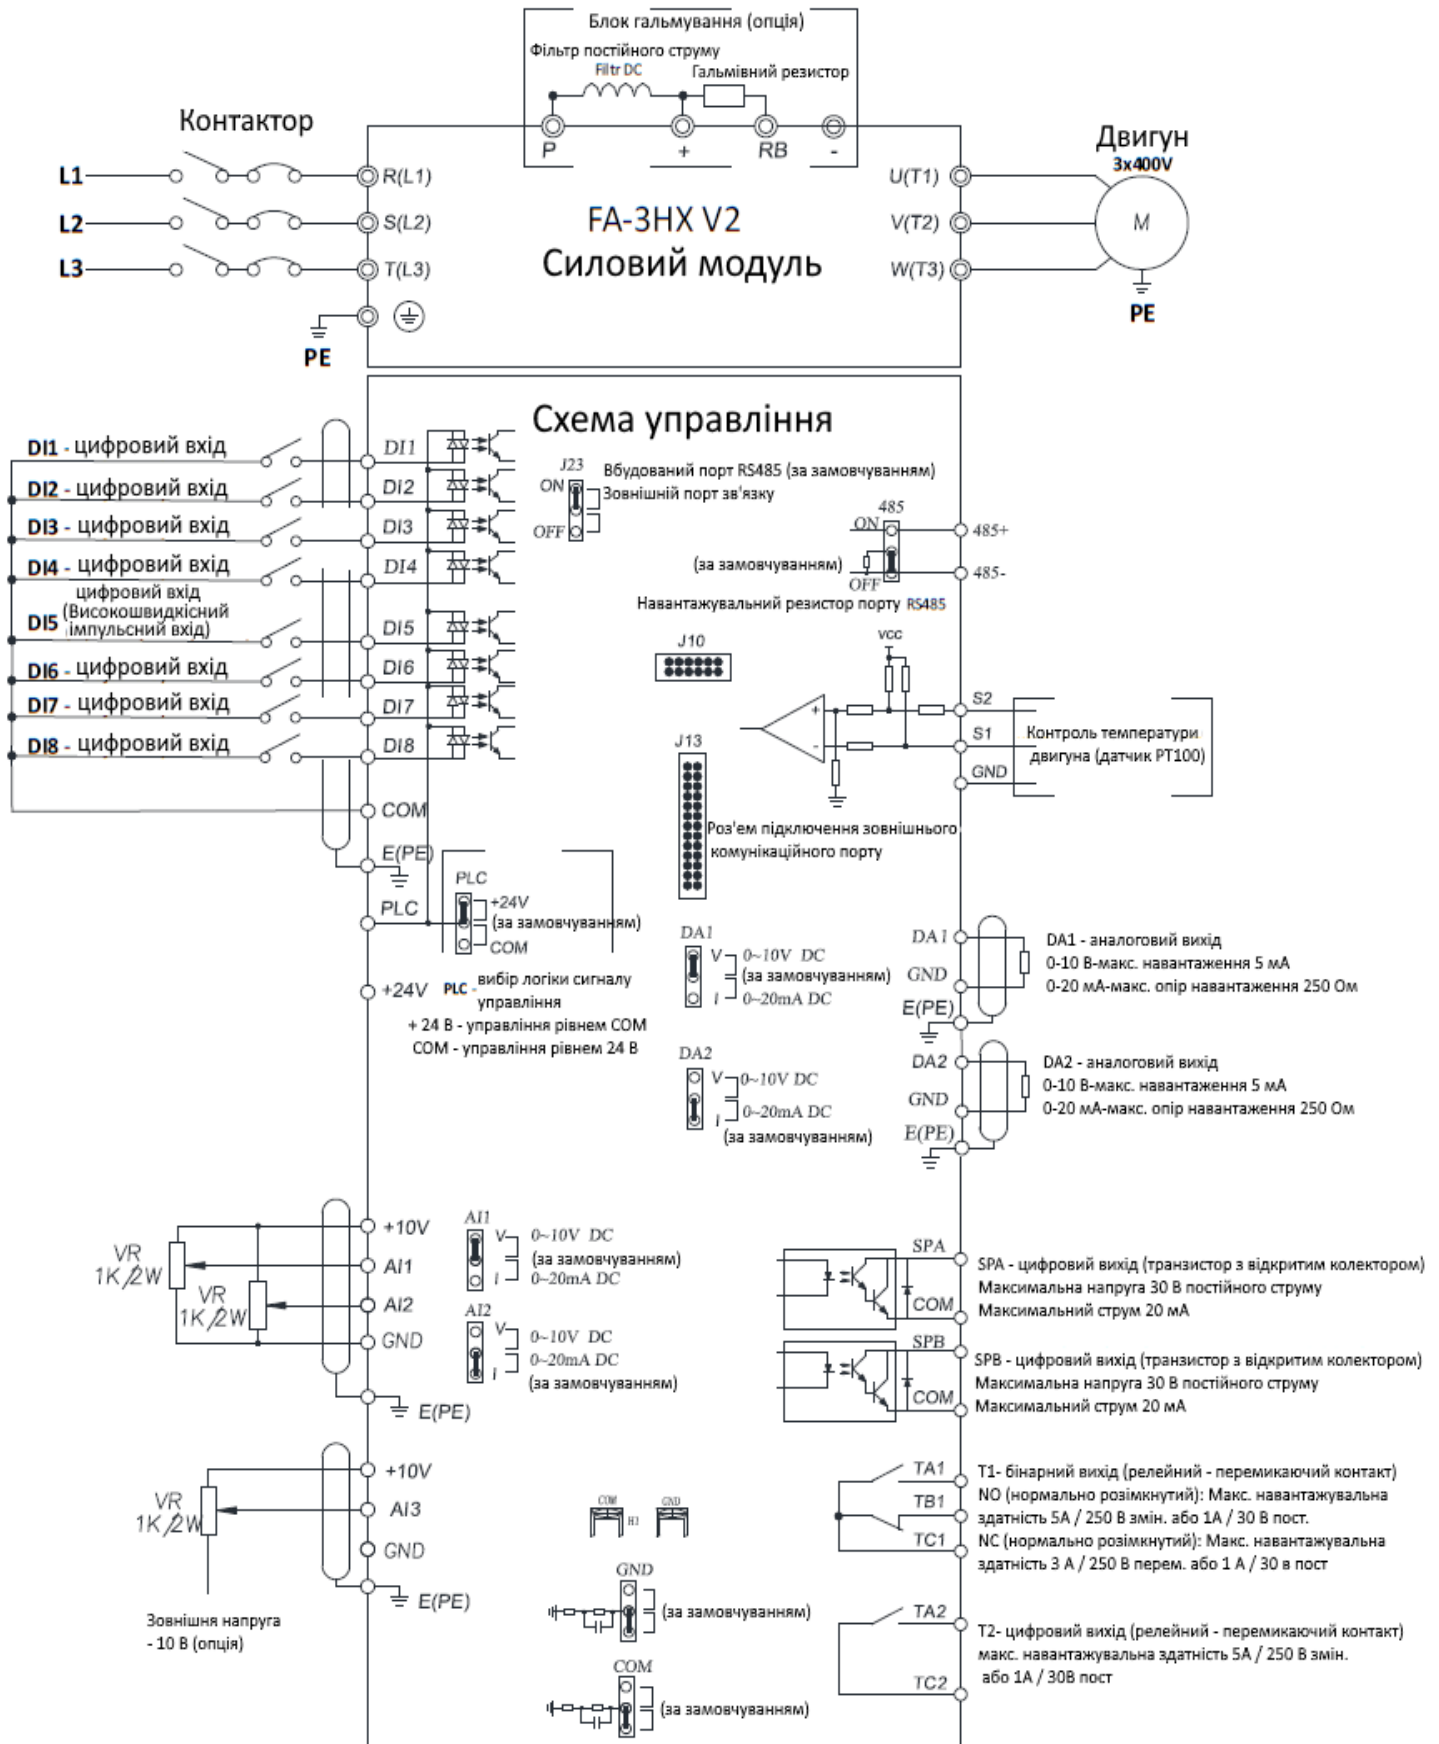 Блок гальмування (опція)
Фільтр постійного струму
Filtr DC
Гальмівний резистор
P
+
RB
-
Контактор
L1
L2
L3
R(L1)
S(L2)
T(L3)
PE
FA-3HX V2
Силовий модуль
U(T1)
V(T2)
W(T3)
Двигун
3x400V
M
PE
Схема управління
DI1 - цифровий вхід
DI2 - цифровий вхід
DI3 - цифровий вхід
DI4 - цифровий вхід
цифровий вхід
DI5 (Високошвидкісний
імпульсний вхід)
DI6 - цифровий вхід
DI7 - цифровий вхід
DI8 - цифровий вхід
DI1
DI2
DI3
DI4
DI5
DI6
DI7
DI8
COM
E(PE)
PLC
+24V
J23
ON
OFF
Вбудований порт RS485 (за замовчуванням)
Зовнішній порт зв'язку
485
ON
OFF
(за замовчуванням)
485+
485-
Навантажувальний резистор порту RS485
J10
VCC
+
-
S2
S1
GND
Контроль температури
двигуна (датчик PT100)
J13
Роз'ем підключення зовнішнього
комунікаційного порту
PLC
+24V
(за замовчуванням)
COM
PLC - вибір логіки сигналу
управління
+ 24 В - управління рівнем COM
COM - управління рівнем 24 В
DA1
V
0~10V DC
(за замовчуванням)
I
0~20mA DC
DA2
V
0~10V DC
I
0~20mA DC
(за замовчуванням)
DA1
GND
E(PE)
DA1 - аналоговий вихід
0-10 В-макс. навантаження 5 мА
0-20 мА-макс. опір навантаження 250 Ом
DA2
GND
E(PE)
DA2 - аналоговий вихід
0-10 В-макс. навантаження 5 мА
0-20 мА-макс. опір навантаження 250 Ом
VR
1K/2W
VR
1K/2W
+10V
AI1
AI2
GND
E(PE)
AI1
V
0~10V DC
(за замовчуванням)
I
0~20mA DC
AI2
V
0~10V DC
0~20mA DC
I
(за замовчуванням)
SPA
COM
SPA - цифровий вихід (транзистор з відкритим колектором)
Максимальна напруга 30 В постійного струму
Максимальний струм 20 мА
SPB
COM
SPB - цифровий вихід (транзистор з відкритим колектором)
Максимальна напруга 30 В постійного струму
Максимальний струм 20 мА
VR
1K/2W
+10V
AI3
GND
E(PE)
Зовнішня напруга
- 10 В (опція)
COM
H1
GND
GND
(за замовчуванням)
COM
(за замовчуванням)
TA1
TB1
TC1
T1- бінарний вихід (релейний - перемикаючий контакт)
NO (нормально розімкнутий): Макс. навантажувальна
здатність 5А / 250 В змін. або 1А / 30 В пост.
NC (нормально розімкнутий): Макс. навантажувальна
здатність 3 А / 250 В перем. або 1 А / 30 в пост
TA2
TC2
T2- цифровий вихід (релейний - перемикаючий контакт)
макс. навантажувальна здатність 5А / 250 В змін.
або 1А / 30В пост